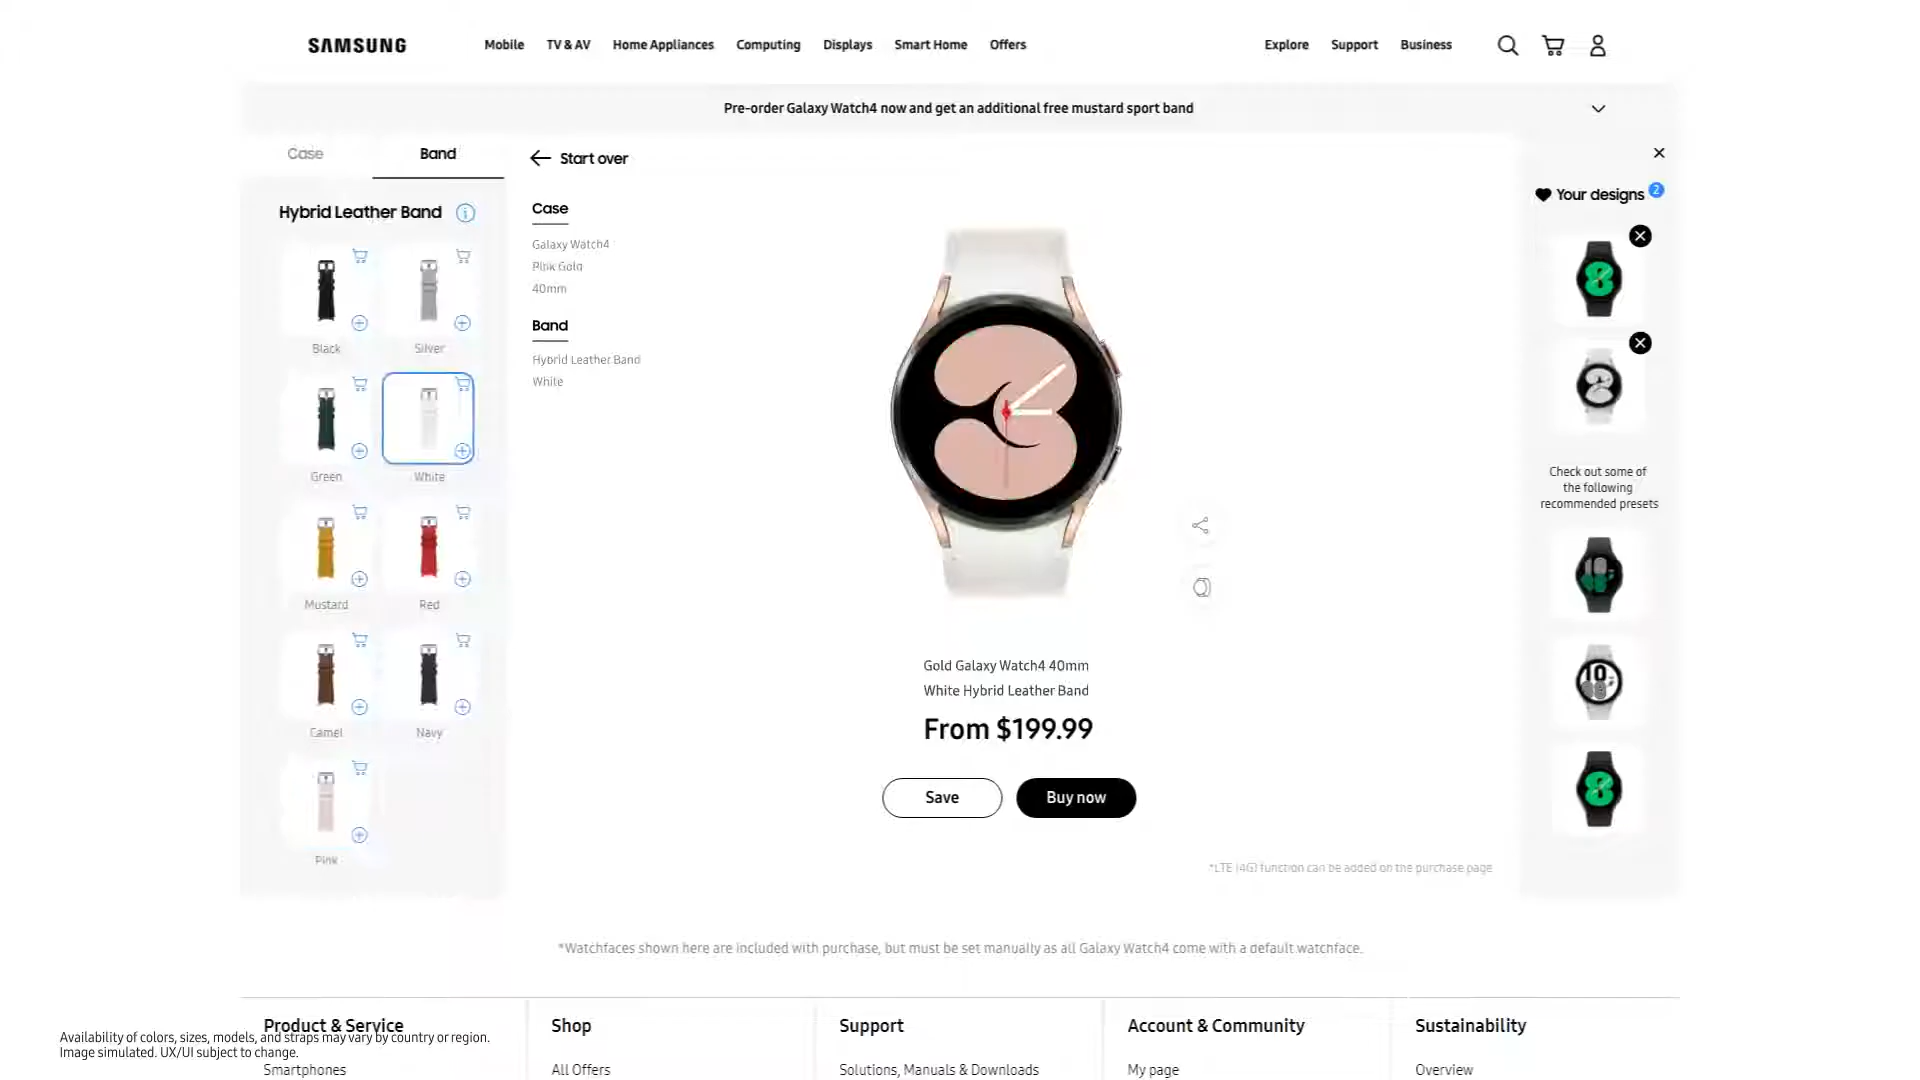 SAMSUNG
Mobile TV & AV Home Appliances Computing Displays Smart Home Offers Explore Support Business
Pre-order Galaxy Watch4 now and get an additional free mustard sport band
Case Band
Start over
Hybrid Leather Band
Black Silver
Green White
Mustard Red
Camel Navy
Pink
Case
Galaxy Watch4
Pink Gold
40mm
Band
Hybrid Leather Band
White
Gold Galaxy Watch4 40mm
White Hybrid Leather Band
From $199.99
Save Buy now
*LTE (4G) function can be added on the purchase page
Your designs 2
Check out some of
the following
recommended presets
10
*Watchfaces shown here are included with purchase, but must be set manually as all Galaxy Watch4 come with a default watchface.
Product & Service Shop Support Account & Community Sustainability
Smartphones All Offers Solutions, Manuals & Downloads My page Overview
Availability of colors, sizes, models, and straps may vary by country or region.
Image simulated. UX/UI subject to change.